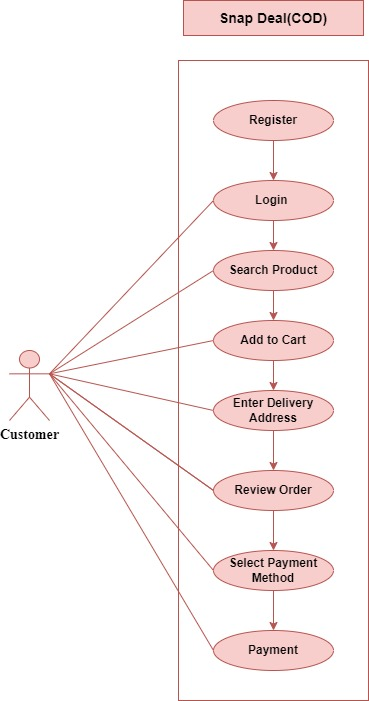 Snap Deal(COD)
Register
Login
Search Product
Add to Cart
Enter Delivery
Address
Customer
Review Order
Select Payment
Method
Payment